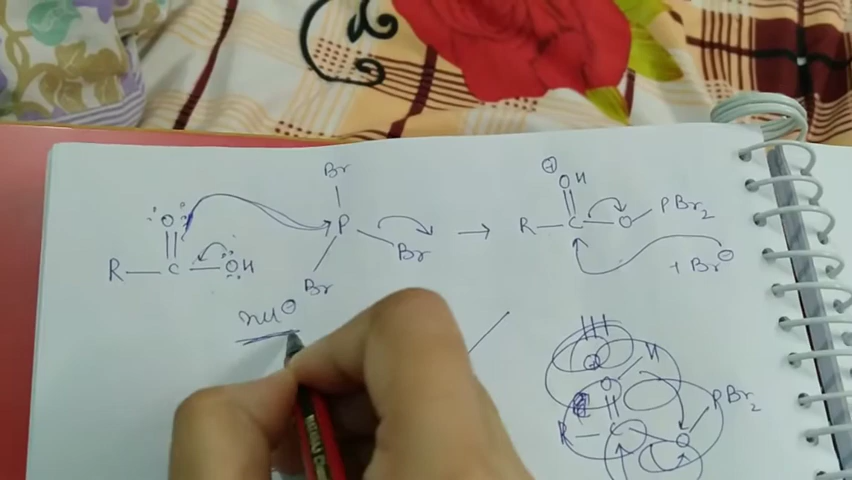 Br
⊕
OH
O
P
R — C — O — PBr₂
R — C — OH
Br
→
+ Br⊖
Br
nu⊖
⊕
H
O
PBr₂
R — C
O